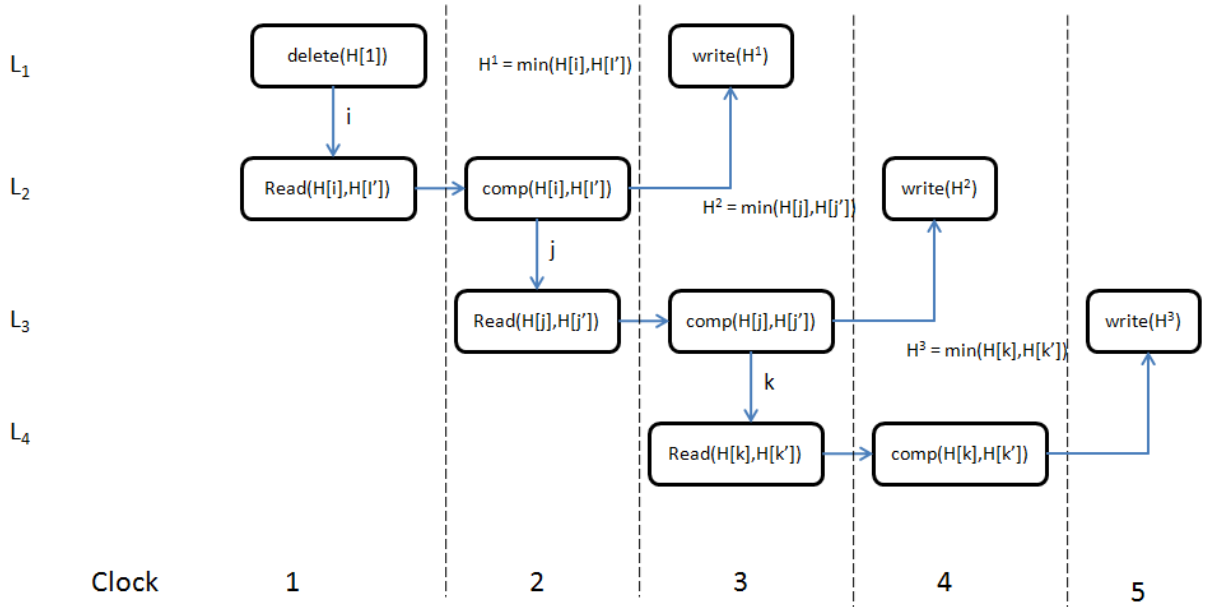 L₁
delete(H[1])
H¹ = min(H[i],H[I’])
write(H¹)
i
L₂
Read(H[i],H[I’])
comp(H[i],H[I’])
write(H²)
H² = min(H[j],H[j’])
j
L₃
Read(H[j],H[j’])
comp(H[j],H[j’])
write(H³)
H³ = min(H[k],H[k’])
k
L₄
Read(H[k],H[k’])
comp(H[k],H[k’])
Clock 1 2 3 4 5